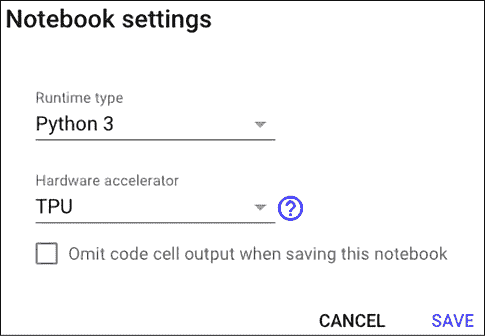 Notebook settings
Runtime type
Python 3
Hardware accelerator
TPU
?
Omit code cell output when saving this notebook
CANCEL SAVE